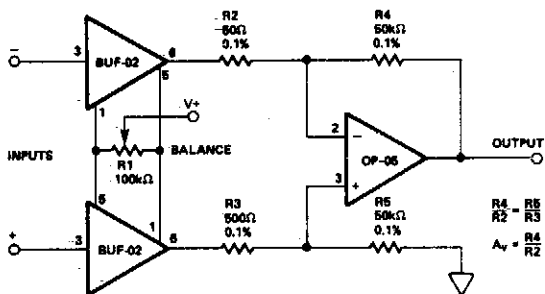 R2
500Ω
0.1%
R4
50kΩ
0.1%
−
3
BUF-02
6
5
1
V+
INPUTS
R1
100kΩ
BALANCE
2
−
OP-05
3
+
OUTPUT
5
1
+
3
BUF-02
6
R3
500Ω
0.1%
R5
50kΩ
0.1%
R4/R2 = R5/R3
Av = R4/R2